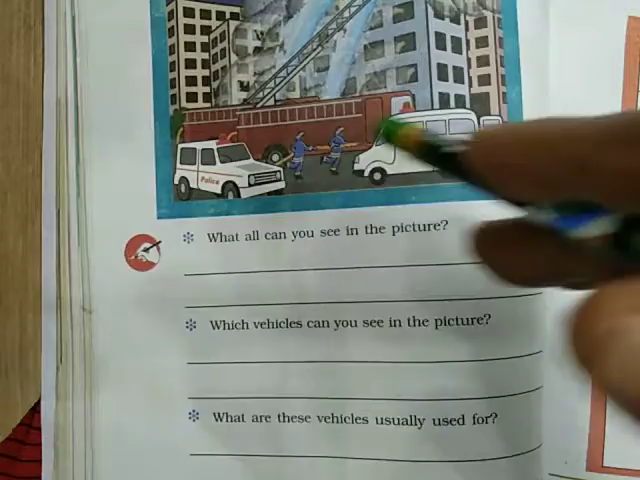 Police
What all can you see in the picture?
Which vehicles can you see in the picture?
What are these vehicles usually used for?